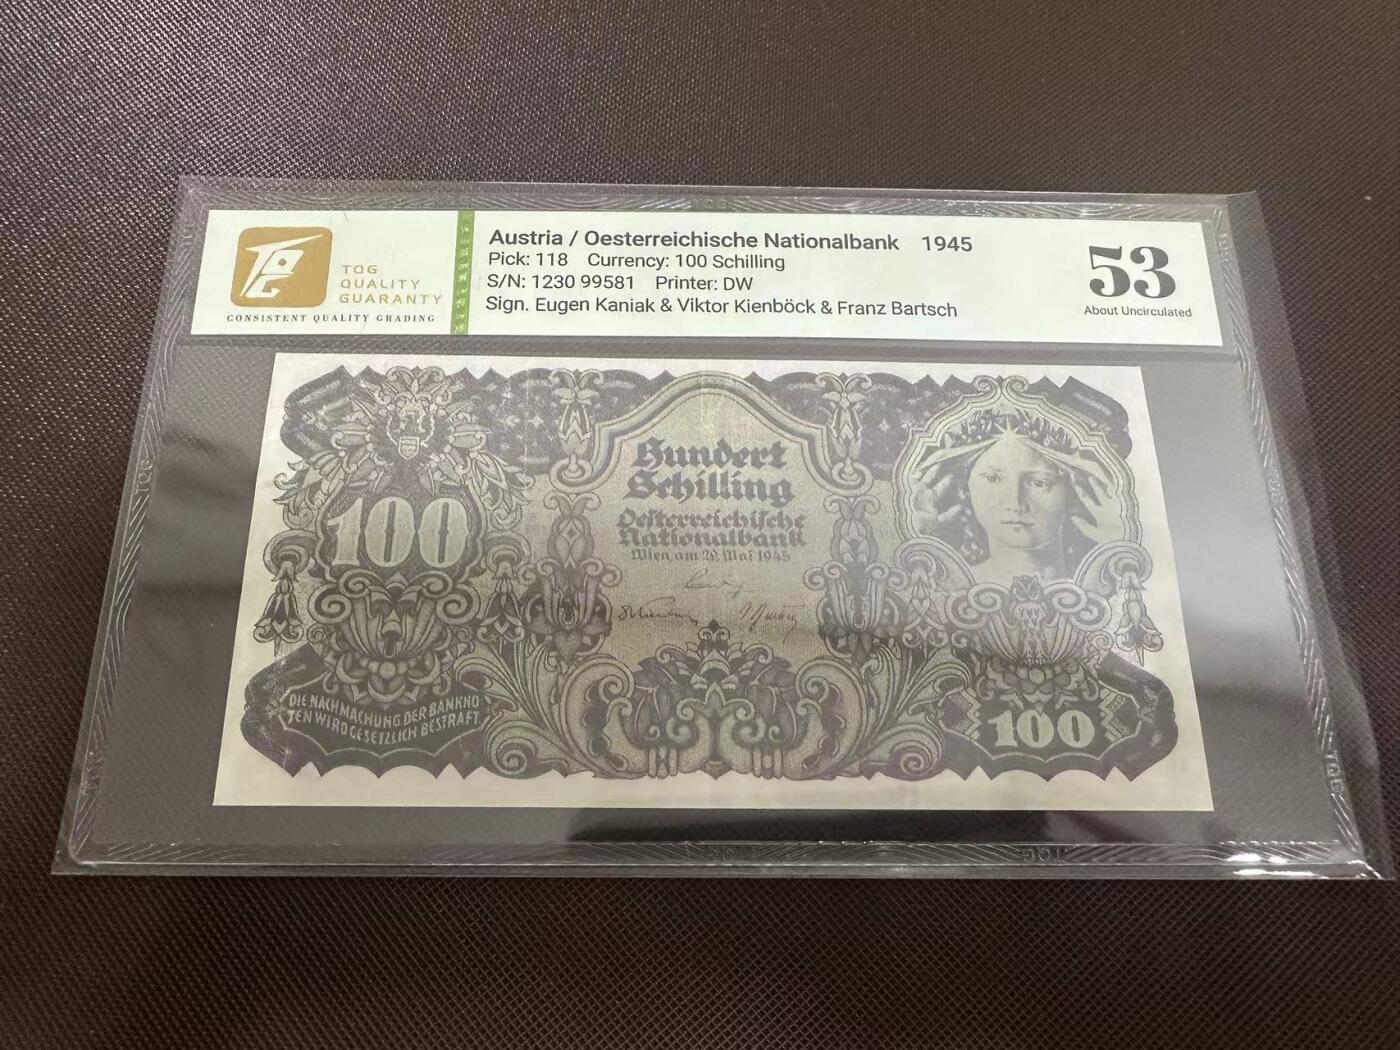 TQG
QUALITY
GUARANTY
CONSISTENT QUALITY GRADING
Austria / Oesterreichische Nationalbank 1945
Pick: 118 Currency: 100 Schilling
S/N: 1230 99581 Printer: DW
Sign. Eugen Kaniak & Viktor Kienböck & Franz Bartsch
53
About Uncirculated
Hundert
Schilling
Oesterreichische
Nationalbank
Wien, am 29. Mai 1945
100
DIE NACHMACHUNG DER BANKNO
TEN WIRD GESETZLICH BESTRAFT.
100